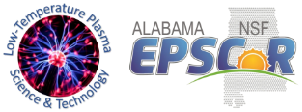 Low-Temperature Plasma
Science & Technology
ALABAMA NSF
EPSCoR